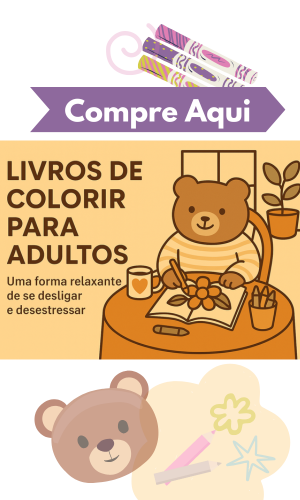 Compre Aqui
LIVROS DE
COLORIR
PARA
ADULTOS
Uma forma relaxante
de se desligar
e desestressar